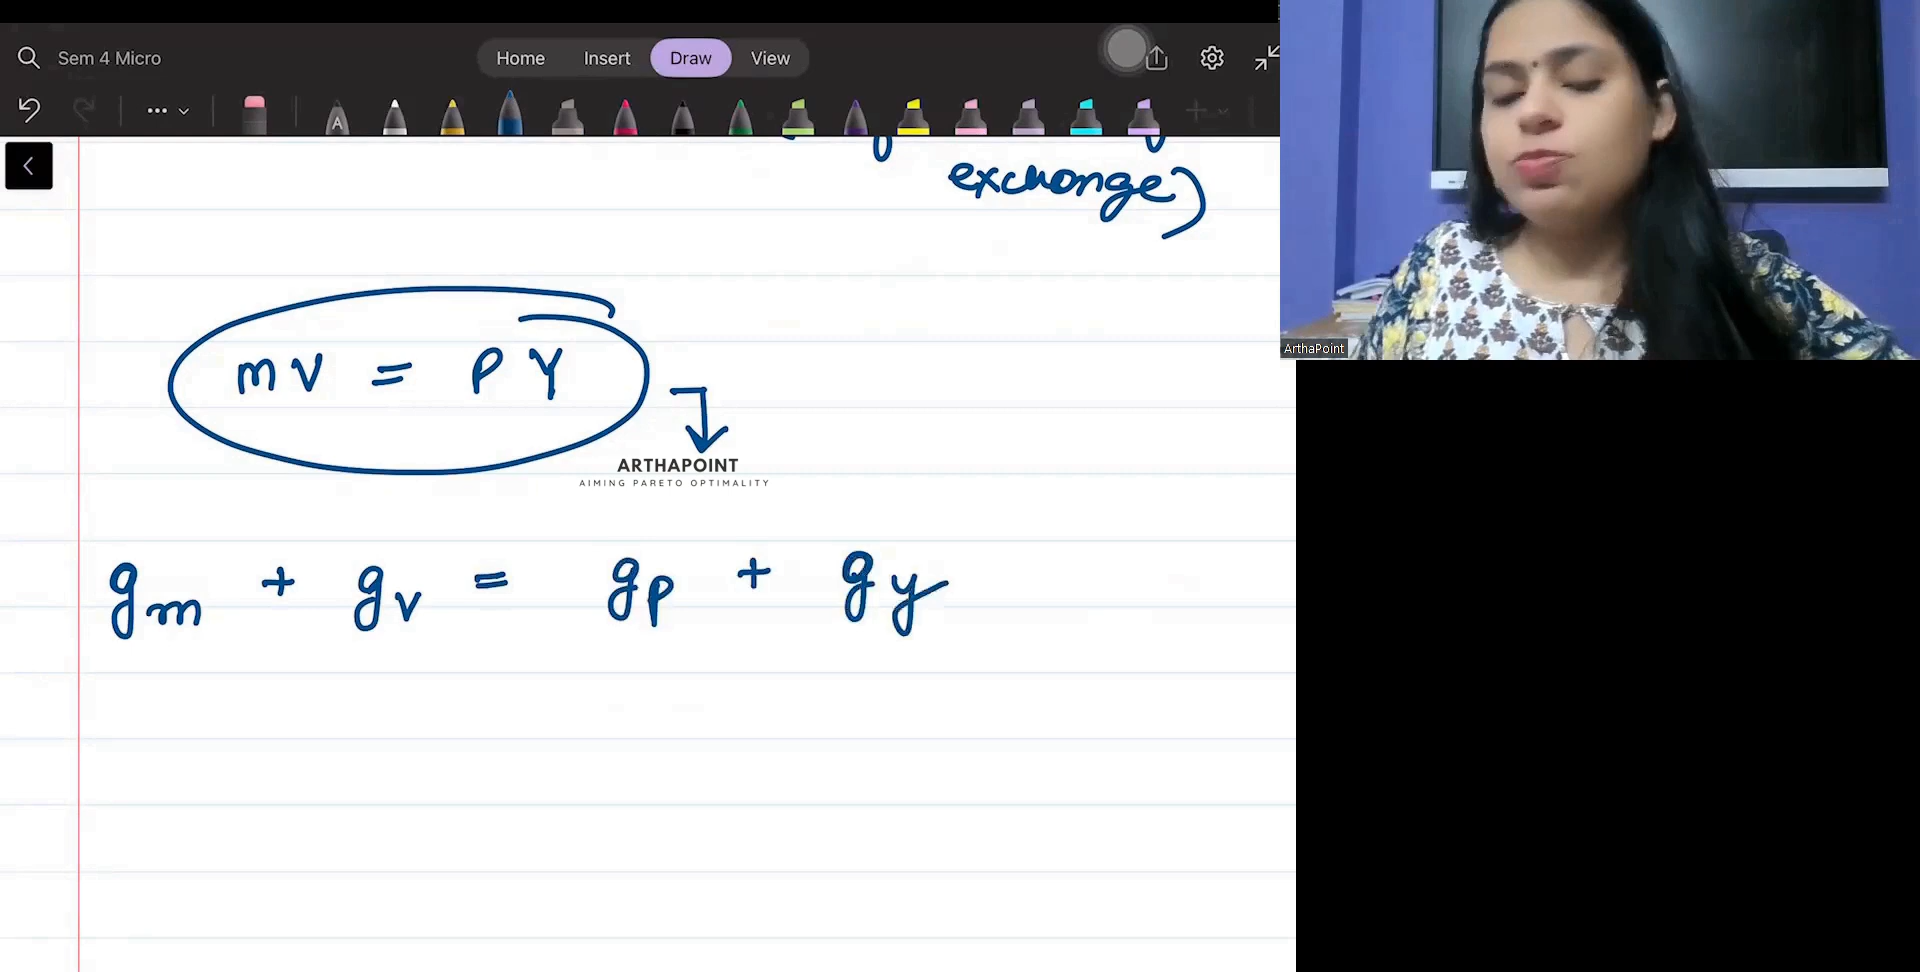 Sem 4 Micro
Home Insert Draw View
A
exchange)
mv = PY
ARTHAPOINT
AIMING PARETO OPTIMALITY
gm + gv = gp + gy
ArthaPoint